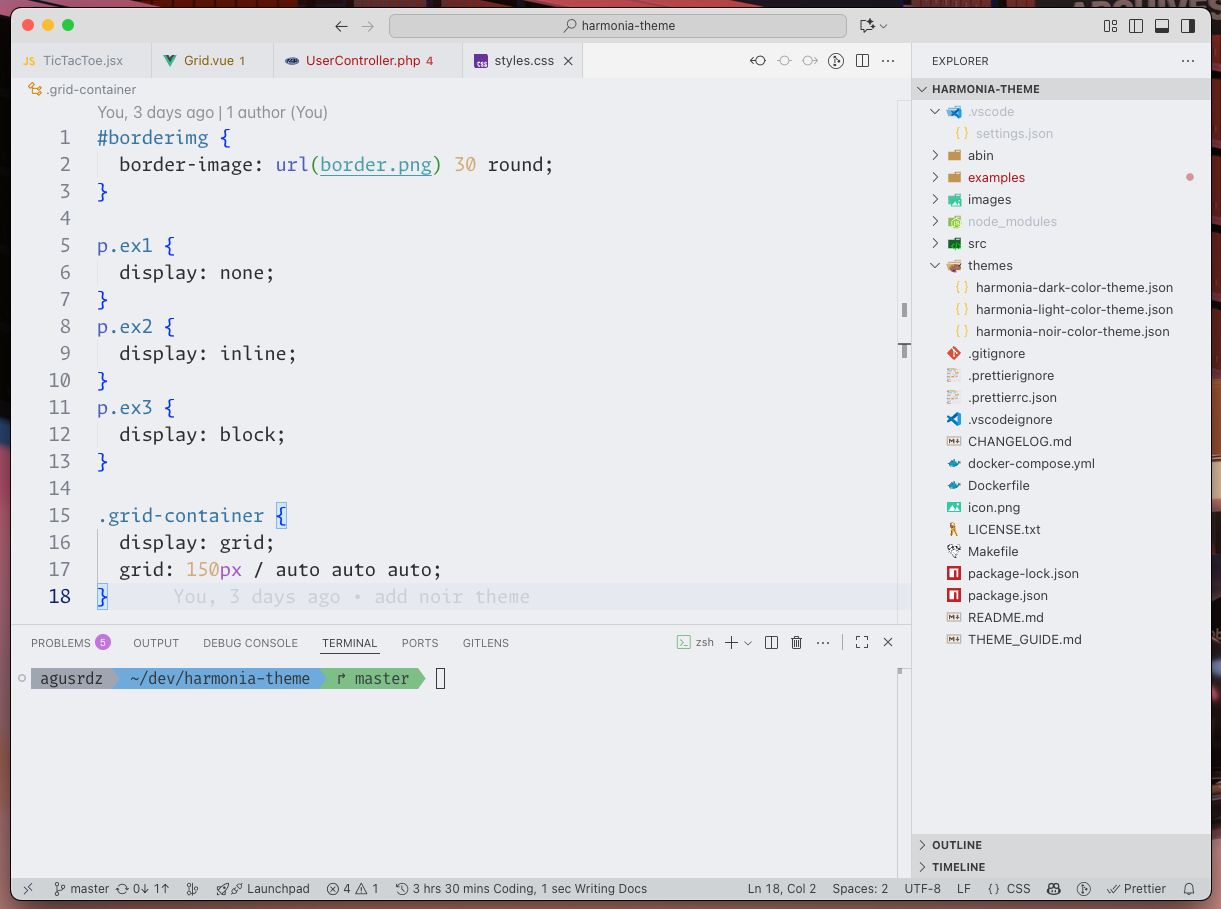 harmonia-theme
JS TicTacToe.jsx
Grid.vue 1
php UserController.php 4
CSS styles.css
.grid-container
You, 3 days ago | 1 author (You)
1 #borderimg {
2 border-image: url(border.png) 30 round;
3 }
4
5 p.ex1 {
6 display: none;
7 }
8 p.ex2 {
9 display: inline;
10 }
11 p.ex3 {
12 display: block;
13 }
14
15 .grid-container {
16 display: grid;
17 grid: 150px / auto auto auto;
18 } You, 3 days ago • add noir theme
PROBLEMS 5 OUTPUT DEBUG CONSOLE TERMINAL PORTS GITLENS
zsh
agusrdz ~/dev/harmonia-theme master
EXPLORER
HARMONIA-THEME
.vscode
{ } settings.json
abin
examples
images
node_modules
src
themes
{ } harmonia-dark-color-theme.json
{ } harmonia-light-color-theme.json
{ } harmonia-noir-color-theme.json
.gitignore
.prettierignore
.prettierrc.json
.vscodeignore
CHANGELOG.md
docker-compose.yml
Dockerfile
icon.png
LICENSE.txt
Makefile
package-lock.json
package.json
README.md
THEME_GUIDE.md
OUTLINE
TIMELINE
master 0↓ 1↑ Launchpad 4 1 3 hrs 30 mins Coding, 1 sec Writing Docs
Ln 18, Col 2 Spaces: 2 UTF-8 LF { } CSS Prettier